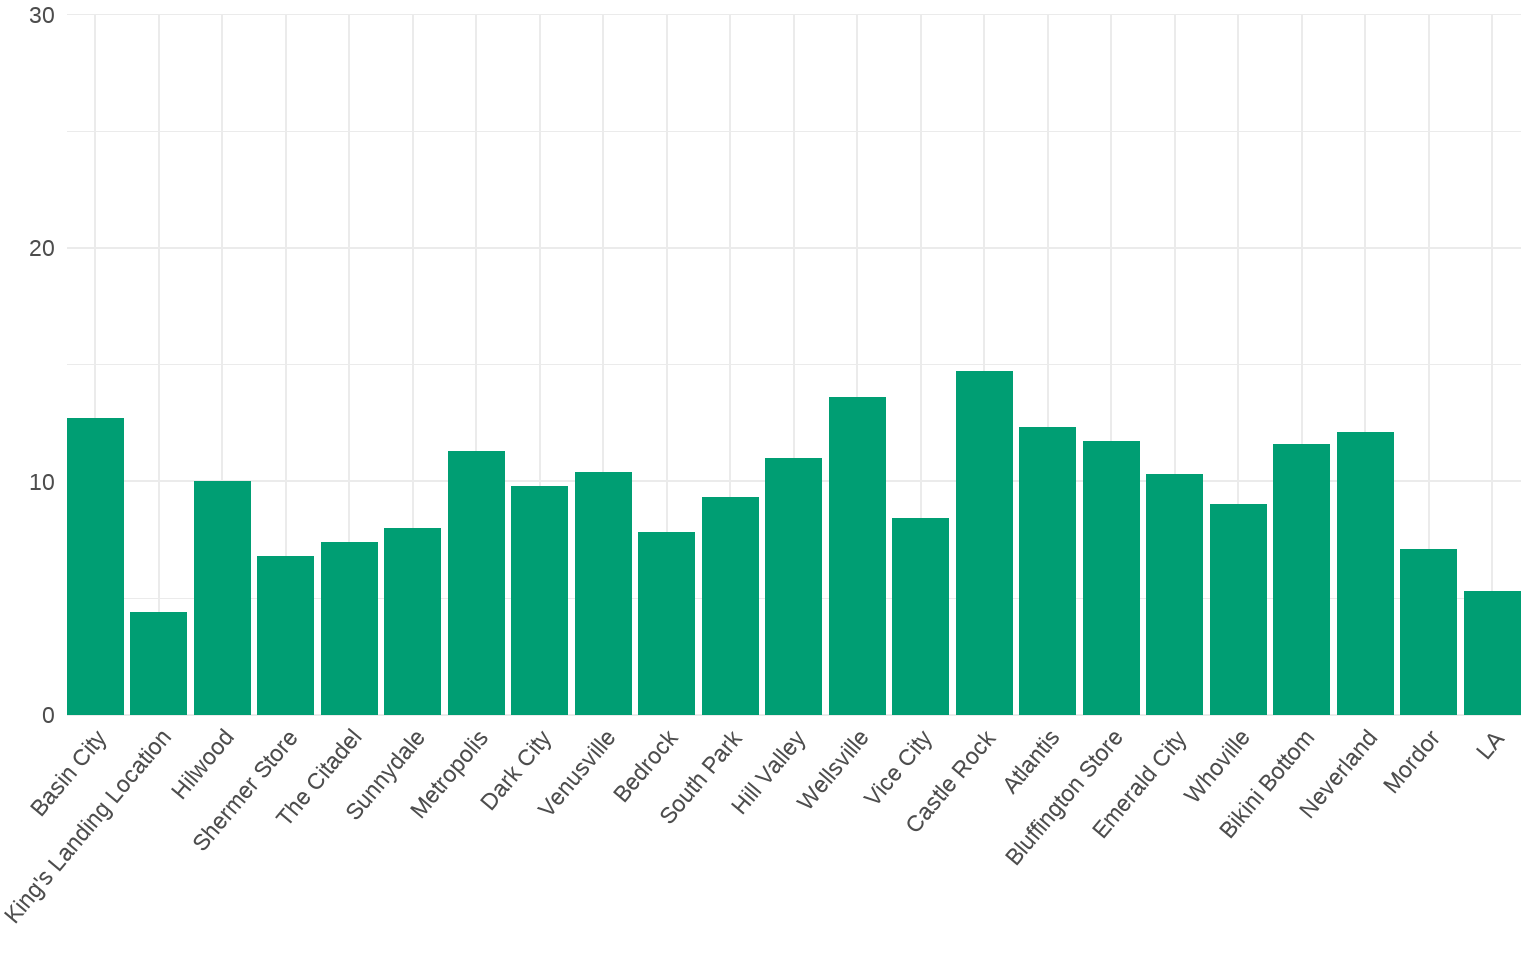 30
20
10
0
Basin City
King's Landing Location
Hilwood
Shermer Store
The Citadel
Sunnydale
Metropolis
Dark City
Venusville
Bedrock
South Park
Hill Valley
Wellsville
Vice City
Castle Rock
Atlantis
Bluffington Store
Emerald City
Whoville
Bikini Bottom
Neverland
Mordor
LA